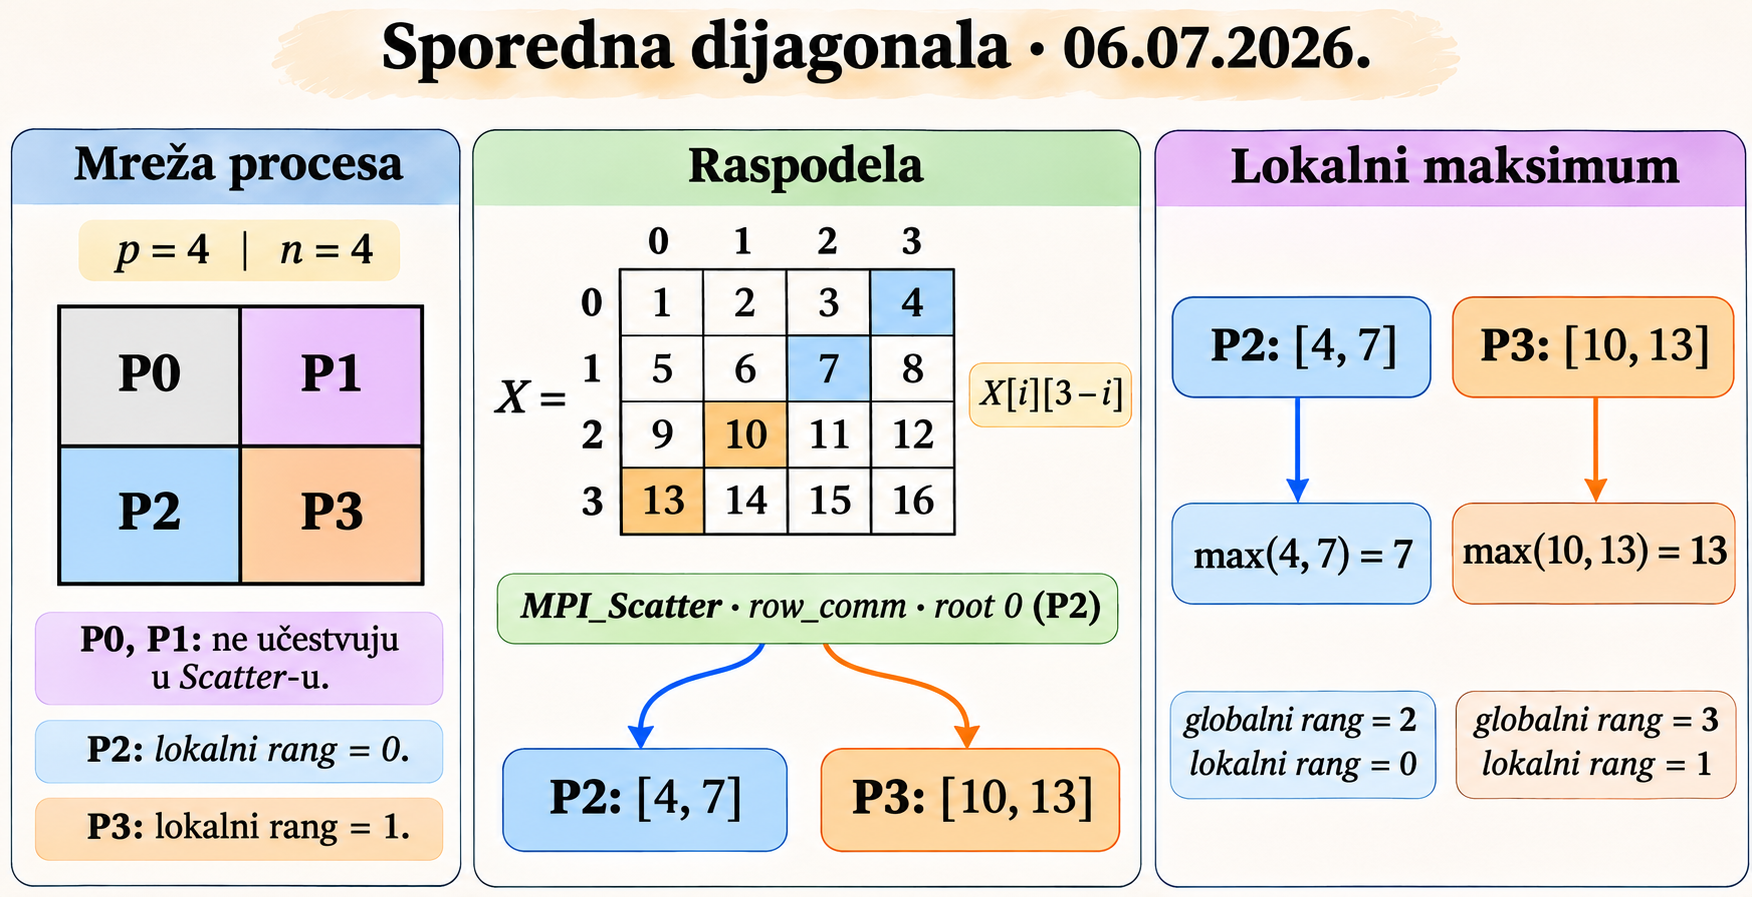 Sporedna dijagonala · 06.07.2026.
Mreža procesa
p = 4 | n = 4
P0 P1
P2 P3
P0, P1: ne učestvuju
u Scatter-u.
P2: lokalni rang = 0.
P3: lokalni rang = 1.
Raspodela
0 1 2 3
0 1 2 3 4
1 5 6 7 8
2 9 10 11 12
3 13 14 15 16
X =
X[i][3 – i]
MPI_Scatter · row_comm · root 0 (P2)
P2: [4, 7]
P3: [10, 13]
Lokalni maksimum
P2: [4, 7]
P3: [10, 13]
max(4, 7) = 7
max(10, 13) = 13
globalni rang = 2
lokalni rang = 0
globalni rang = 3
lokalni rang = 1